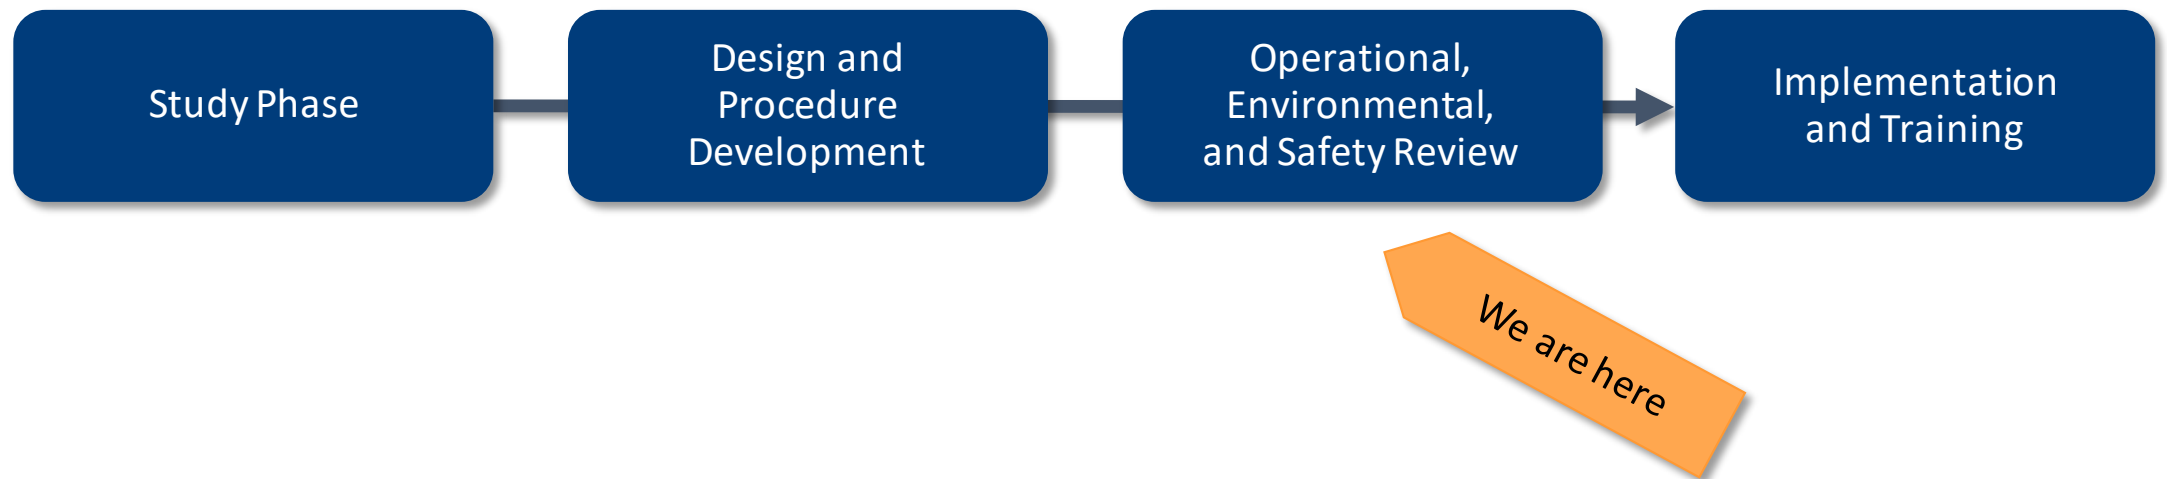 Study Phase
Design and
Procedure
Development
Operational,
Environmental,
and Safety Review
Implementation
and Training
We are here